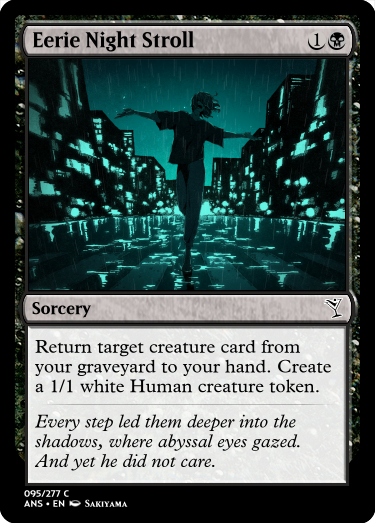 Eerie Night Stroll 1
Sorcery
Return target creature card from
your graveyard to your hand. Create
a 1/1 white Human creature token.
Every step led them deeper into the
shadows, where abyssal eyes gazed.
And yet he did not care.
095/277 C
ANS • EN Sakiyama